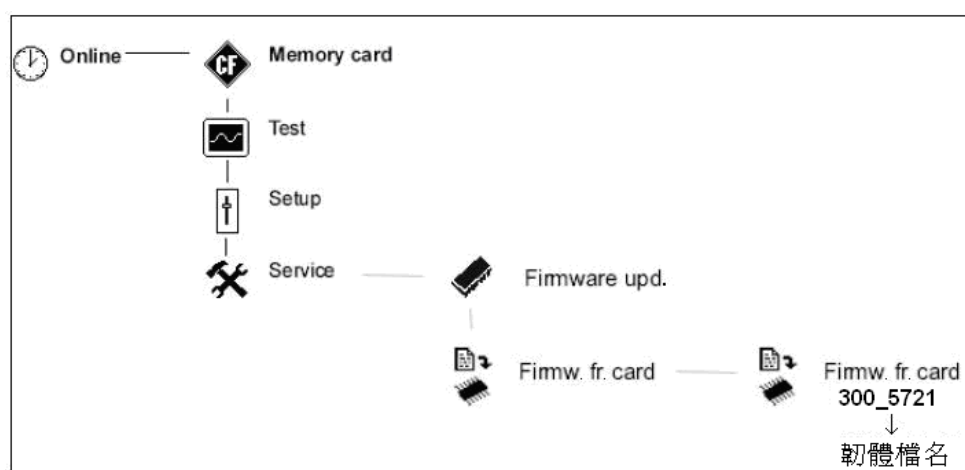 Online
CF
Memory card
Test
Setup
Service
Firmware upd.
Firmw. fr. card
Firmw. fr. card
300_5721
↓
韌體檔名